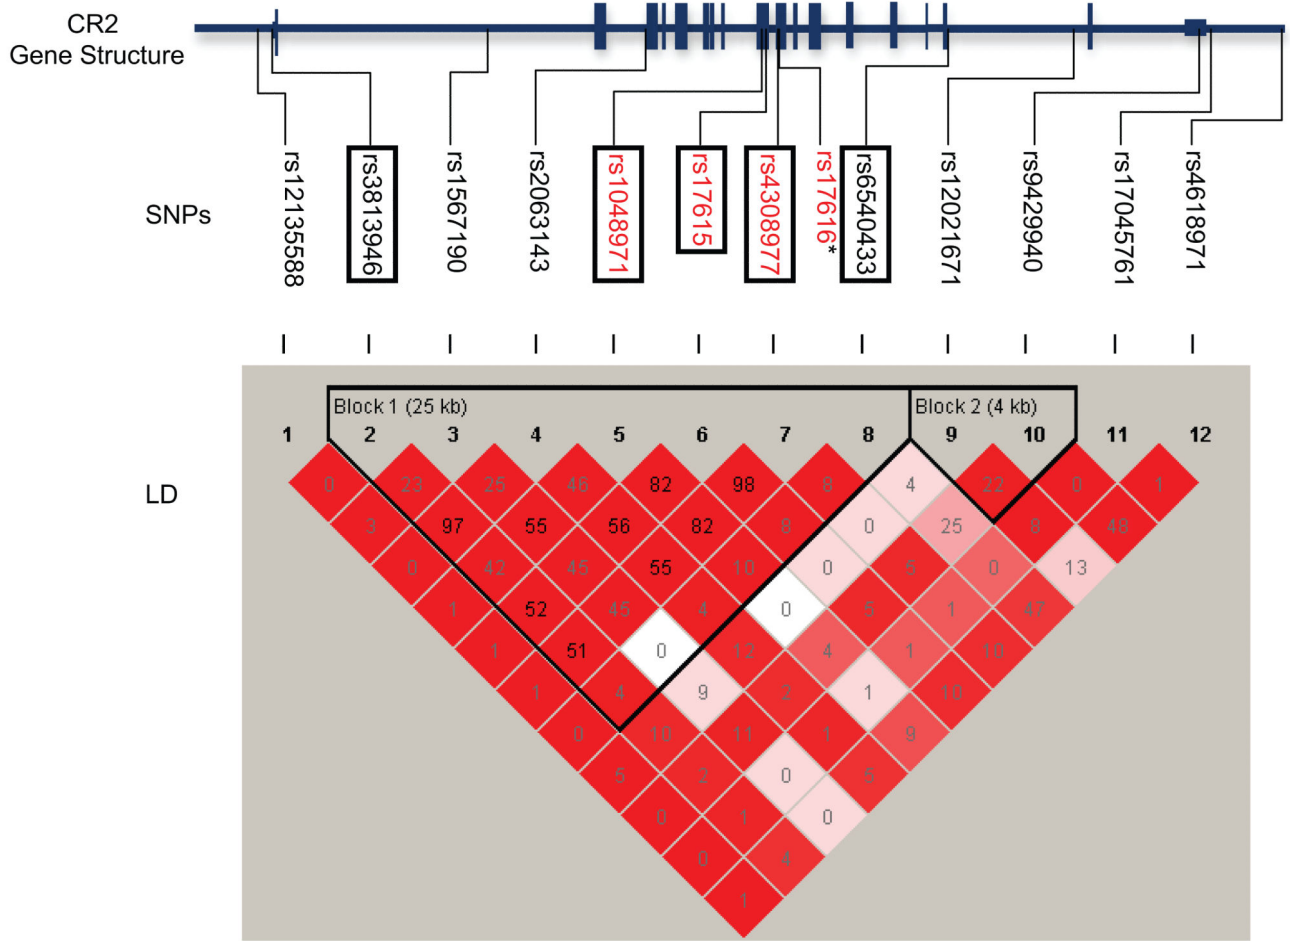 CR2
Gene Structure
SNPs
rs12135588
rs3813946
rs1567190
rs2063143
rs1048971
rs17615
rs4308977
rs17616*
rs6540433
rs12021671
rs9429940
rs17045761
rs4618971
LD
Block 1 (25 kb) Block 2 (4 kb)
1 2 3 4 5 6 7 8 9 10 11 12
0 23 25 46 82 98 8 4 22 0 1
3 97 55 56 82 8 0 25 8 48
0 42 45 55 10 0 5 0 13
1 52 45 4 0 5 1 47
1 51 0 12 4 1 10
1 4 9 2 1 10
0 10 11 1 9
5 2 0 5
0 1 0
0 4
1